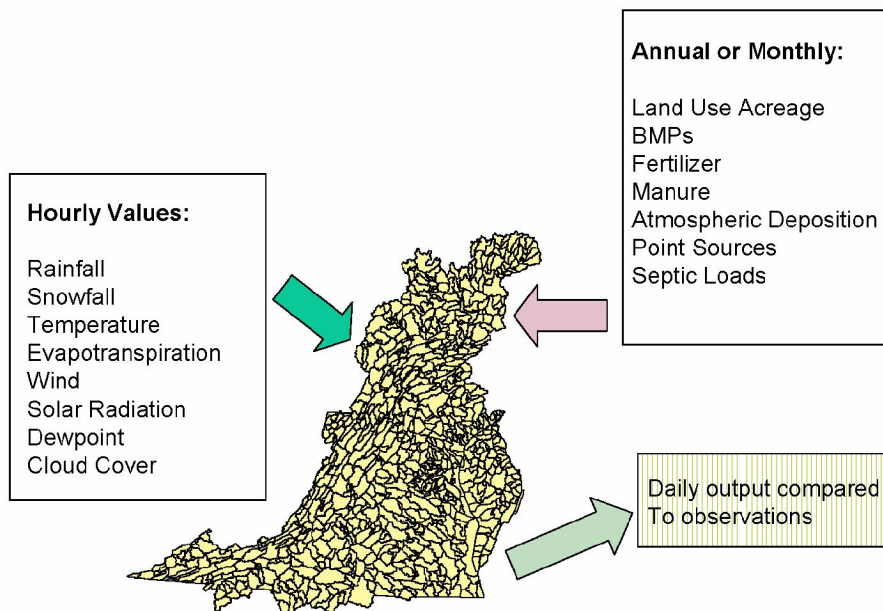 Hourly Values:
Rainfall
Snowfall
Temperature
Evapotranspiration
Wind
Solar Radiation
Dewpoint
Cloud Cover
Annual or Monthly:
Land Use Acreage
BMPs
Fertilizer
Manure
Atmospheric Deposition
Point Sources
Septic Loads
Daily output compared
To observations